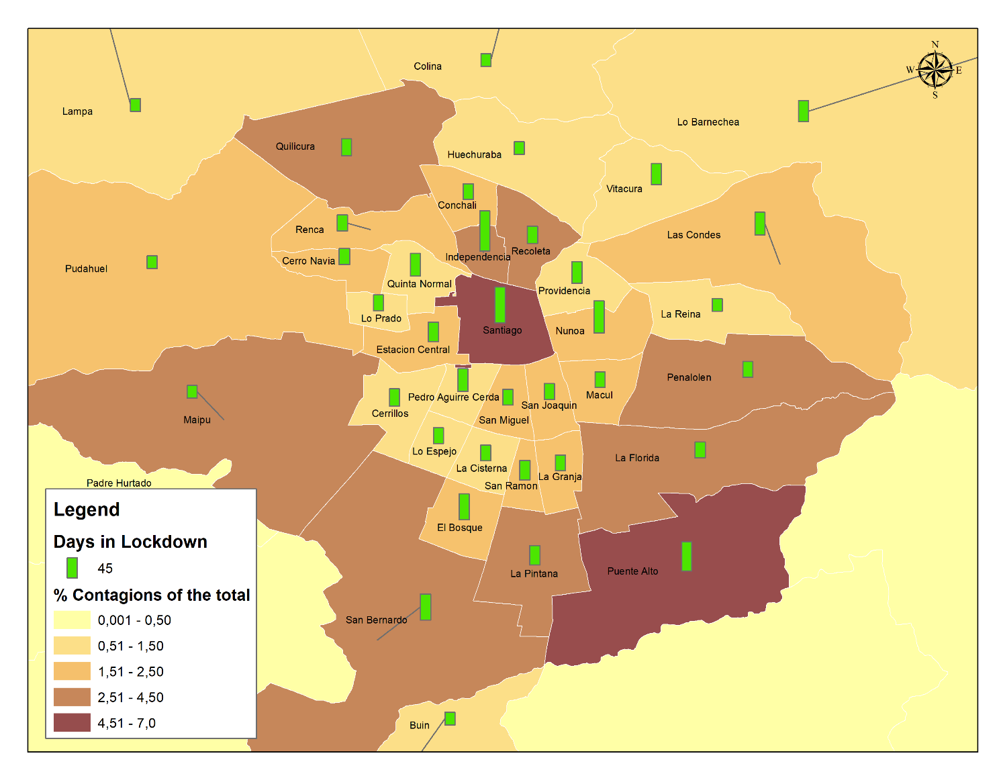 N
W
E
S
Colina
Lampa
Lo Barnechea
Quilicura
Huechuraba
Vitacura
Conchali
Renca
Las Condes
Independencia
Recoleta
Cerro Navia
Pudahuel
Quinta Normal
Providencia
La Reina
Lo Prado
Santiago
Nunoa
Estacion Central
Penalolen
Pedro Aguirre Cerda
Macul
San Joaquin
Cerrillos
Maipu
San Miguel
Lo Espejo
La Florida
La Cisterna
La Granja
San Ramon
Padre Hurtado
El Bosque
La Pintana
Puente Alto
San Bernardo
Buin
Legend
Days in Lockdown
45
% Contagions of the total
0,001 - 0,50
0,51 - 1,50
1,51 - 2,50
2,51 - 4,50
4,51 - 7,0